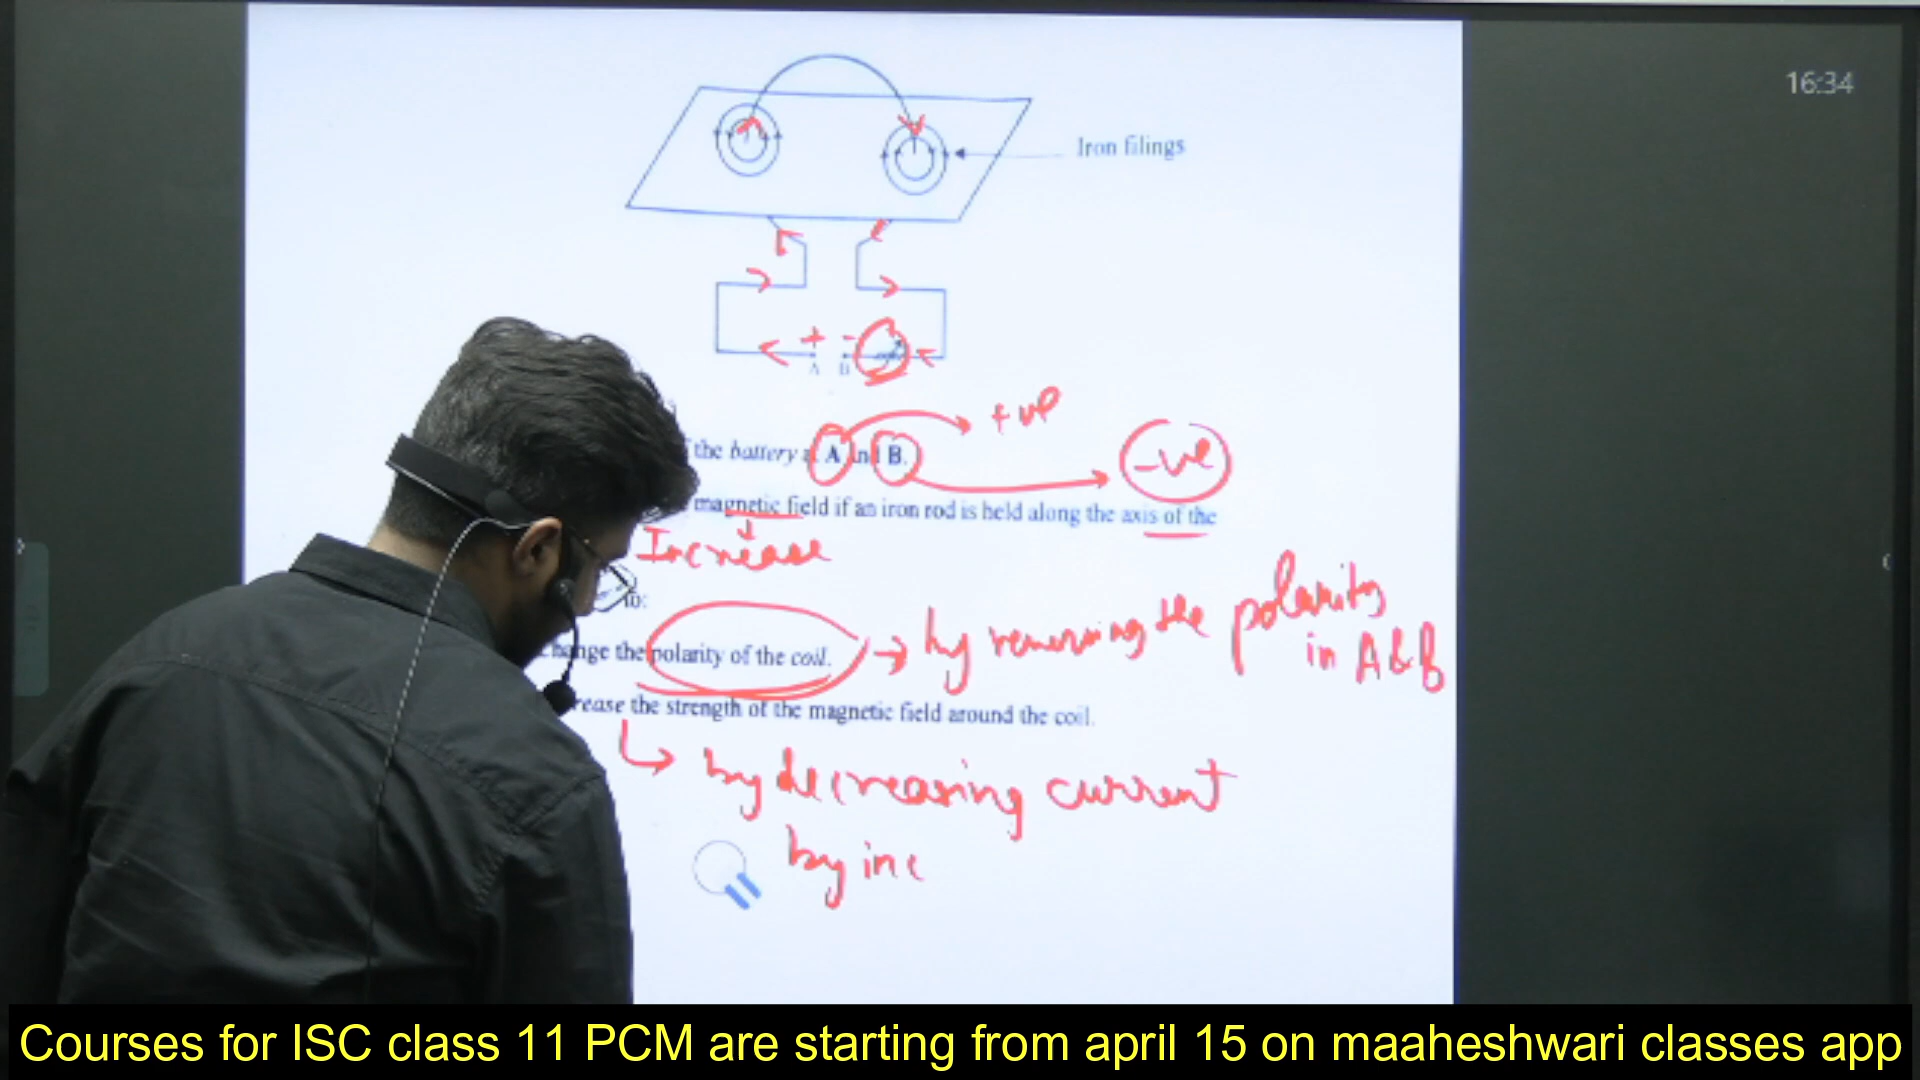 16:34
Iron filings
+ -
A B
+ve
the battery A and B.
-ve
magnetic field if an iron rod is held along the axis of the
Increase
to:
change the polarity of the coil. → by reversing the polarity
in A & B
rease the strength of the magnetic field around the coil.
by decreasing current
by inc
Courses for ISC class 11 PCM are starting from april 15 on maaheshwari classes app